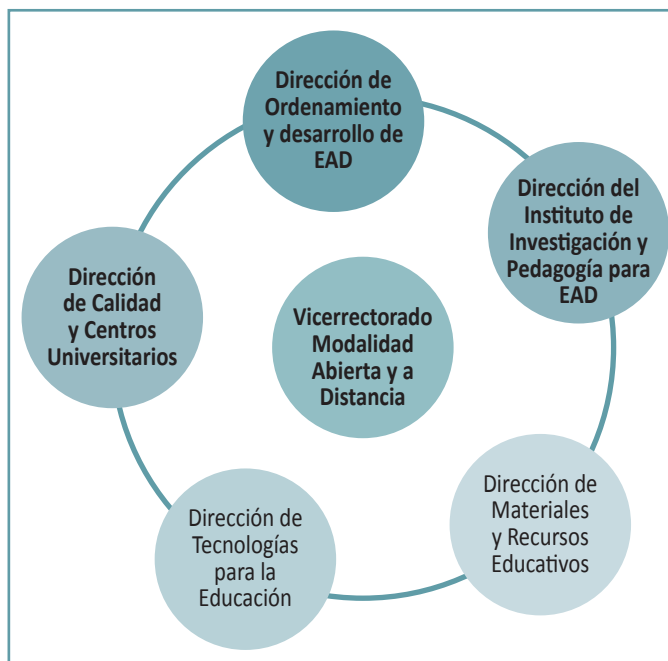 Dirección de
Ordenamiento
y desarrollo de
EAD
Dirección del
Instituto de
Investigación y
Pedagogía para
EAD
Dirección
de Calidad
y Centros
Universitarios
Vicerrectorado
Modalidad
Abierta y a
Distancia
Dirección de
Materiales
y Recursos
Educativos
Dirección de
Tecnologías
para la
Educación